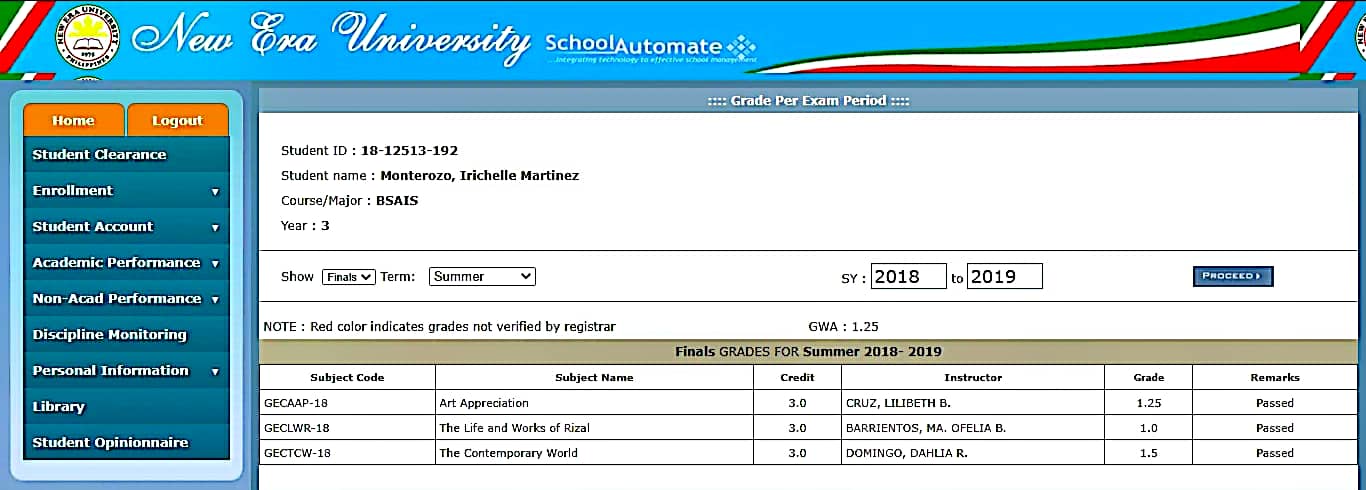 NEW ERA UNIVERSITY
1975
PHILIPPINES
New Era University SchoolAutomate
...Integrating technology to effective school management
Home Logout
Student Clearance
Enrollment
Student Account
Academic Performance
Non-Acad Performance
Discipline Monitoring
Personal Information
Library
Student Opinionnaire
:::: Grade Per Exam Period ::::
Student ID : 18-12513-192
Student name : Monterozo, Irichelle Martinez
Course/Major : BSAIS
Year : 3
Show Finals Term: Summer SY : 2018 to 2019 PROCEED
NOTE : Red color indicates grades not verified by registrar GWA : 1.25
Finals GRADES FOR Summer 2018- 2019
Subject Code Subject Name Credit Instructor Grade Remarks
GECAAP-18 Art Appreciation 3.0 CRUZ, LILIBETH B. 1.25 Passed
GECLWR-18 The Life and Works of Rizal 3.0 BARRIENTOS, MA. OFELIA B. 1.0 Passed
GECTCW-18 The Contemporary World 3.0 DOMINGO, DAHLIA R. 1.5 Passed